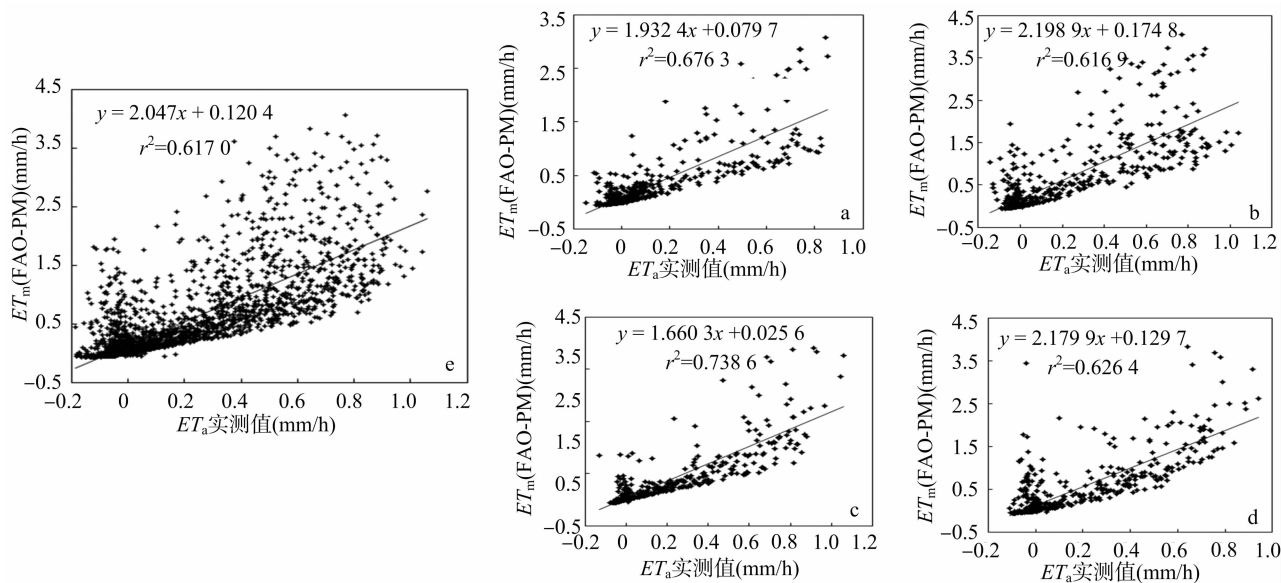 4.5
3.5
2.5
1.5
0.5
−0.5
−0.2
0
0.2
0.4
0.6
0.8
1.0
1.2
y = 2.047x + 0.120 4
r²=0.617 0
e
ET_m(FAO-PM)(mm/h)
ET_a实测值(mm/h)
3.5
2.5
1.5
0.5
−0.5
−0.2
0
0.2
0.4
0.6
0.8
1.0
y = 1.932 4x +0.079 7
r²=0.676 3
a
ET_m(FAO-PM)(mm/h)
ET_a实测值(mm/h)
4.5
3.5
2.5
1.5
0.5
−0.5
−0.2
0
0.2
0.4
0.6
0.8
1.0
1.2
y = 2.198 9x + 0.174 8
r²=0.616 9
b
ET_m(FAO-PM)(mm/h)
ET_a实测值(mm/h)
4.5
3.5
2.5
1.5
0.5
−0.5
−0.2
0
0.2
0.4
0.6
0.8
1.0
1.2
y = 1.660 3x +0.025 6
r²=0.738 6
c
ET_m(FAO-PM)(mm/h)
ET_a实测值(mm/h)
4.5
3.5
2.5
1.5
0.5
−0.5
−0.2
0
0.2
0.4
0.6
0.8
1.0
y = 2.179 9x +0.129 7
r²=0.626 4
d
ET_m(FAO-PM)(mm/h)
ET_a实测值(mm/h)